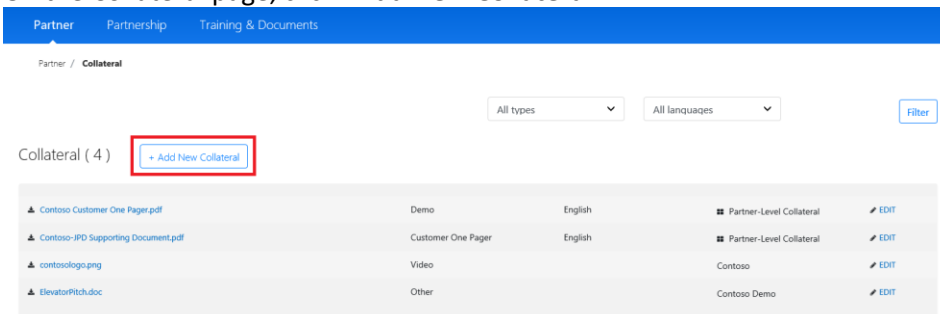 Partner Partnership Training & Documents
Partner / Collateral
All types All languages Filter
Collateral ( 4 ) + Add New Collateral
Contoso Customer One Pager.pdf Demo English Partner-Level Collateral EDIT
Contoso-JPD Supporting Document.pdf Customer One Pager English Partner-Level Collateral EDIT
contosologo.png Video Contoso EDIT
ElevatorPitch.doc Other Contoso Demo EDIT